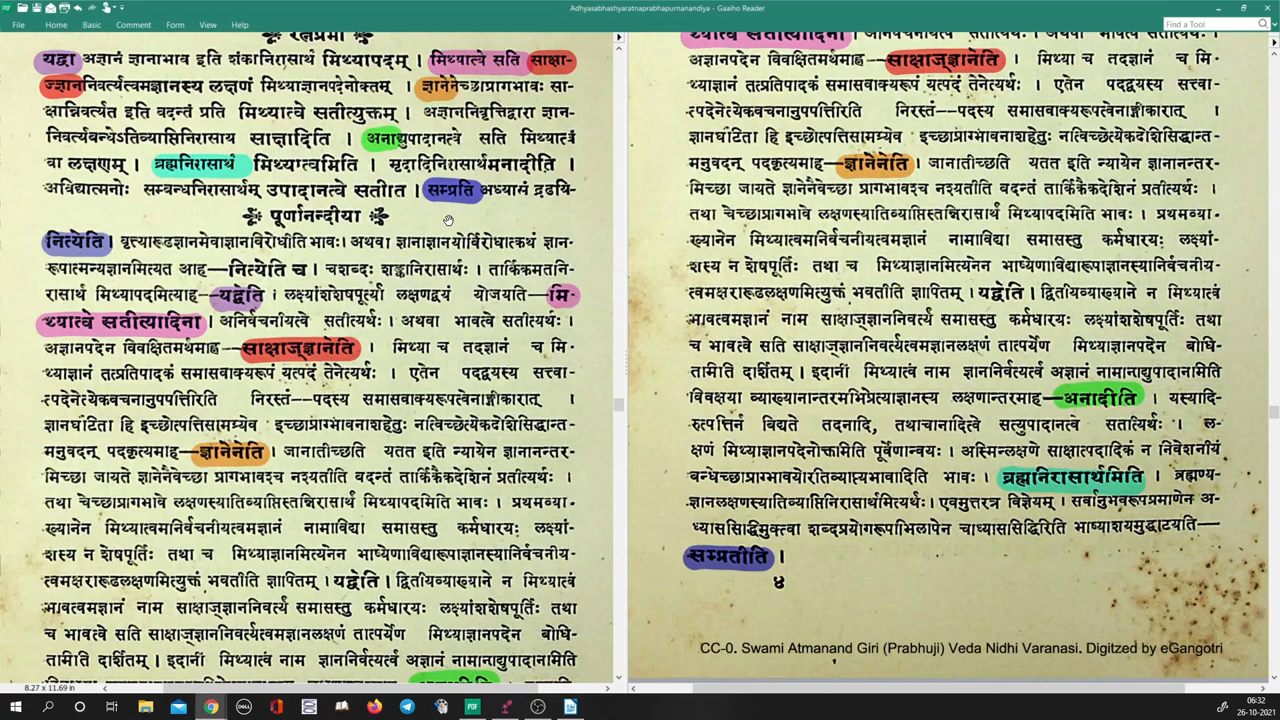 Adhyasabhashyaratnaprabhapurnanandiya - Gaaiho Reader
File Home Basic Comment Form View Help
Find a Tool
रत्नप्रभा
यद्वा अज्ञानं ज्ञानाभाव इति शंकानिरासार्थं मिथ्यापदम् । मिथ्यात्वे सति साक्षा-
ज्ज्ञाननिवर्त्यत्वमज्ञानस्य लक्षणं मिथ्याज्ञानपदेनोक्तम् । ज्ञानेनेच्छाप्रागभावः सा-
क्षान्निवर्त्यत इति वदन्तं प्रति मिथ्यात्वे सतीत्युक्तम् । अज्ञाननिवृत्तिद्वारा ज्ञान-
निवर्त्यबन्धेऽतिव्याप्तिनिरासाय साक्षादिति । अनाद्युपादानत्वे सति मिथ्यात्वं
वा लक्षणम् । ब्रह्मनिरासार्थं मिथ्यात्वमिति । मृदादिनिरासार्थमनादीति ।
अविद्यात्मनोः सम्बन्धनिरासार्थम् उपादानत्वे सतीति । सम्प्रति अध्यासं द्रढयि-
पूर्णानन्दीया
नित्येति । वृत्त्यारूढज्ञानमेवाज्ञानविरोधीति भावः। अथवा ज्ञानाज्ञानयोर्विरोधात्कथं ज्ञान-
रूपात्मन्यज्ञानमित्यत आह—नित्येति च । चशब्दः शङ्कानिरासार्थः । तार्किकमतनि-
रासार्थं मिथ्यापदमित्याह—यद्वेति । लक्ष्यांशशेषपूर्त्या लक्षणद्वयं योजयति—मि-
थ्यात्वे सतीत्यादिना । अनिर्वचनीयत्वे सतीत्यर्थः । अथवा भावत्वे सतीत्यर्थः ।
अज्ञानपदेन विवक्षितमर्थमाह—साक्षाज्ज्ञानेति । मिथ्या च तदज्ञानं च मि-
थ्याज्ञानं तत्प्रतिपादकं समासवाक्यरूपं यत्पदं तेनेत्यर्थः । एतेन पदद्वयस्य सत्त्वा-
त्पदेनेत्येकवचनानुपपत्तिरिति निरस्तं—पदस्य समासवाक्यरूपत्वेनाङ्गीकारात् ।
ज्ञानघटिता हि इच्छोत्पत्तिसामग्र्येव इच्छाप्राग्भावनाशहेतुः नत्विच्छेत्येकदेशिसिद्धान्त-
मनुवदन् पदकृत्यमाह—ज्ञानेनेति । जानातीच्छति यतत इति न्यायेन ज्ञानानन्तर-
मिच्छा जायते ज्ञानेनैवेच्छा प्रागभावश्च नश्यतीति वदन्तं तार्किकैकदेशिनं प्रतीत्यर्थः ।
तथा चेच्छाप्रागभावे लक्षणस्यातिव्याप्तिस्तन्निरासार्थं मिथ्यापदमिति भावः । प्रथमव्या-
ख्यानेन मिथ्यात्वमनिर्वचनीयत्वमज्ञानं नामाविद्या समासस्तु कर्मधारयः लक्ष्यां-
शस्य न शेषपूर्तिः तथा च मिथ्याज्ञानमित्यनेन भाष्येणाविद्यारूपाज्ञानस्यानिर्वचनीय-
त्वमक्षरारूढलक्षणमित्युक्तं भवतीति ज्ञापितम् । यद्वेति । द्वितीयव्याख्याने न मिथ्यात्वं
भावत्वमज्ञानं नाम साक्षाज्ज्ञाननिवर्त्यं समासस्तु कर्मधारयः लक्ष्यांशशेषपूर्तिः तथा
च भावत्वे सति साक्षाज्ज्ञाननिवर्त्यत्वमज्ञानलक्षणं तात्पर्येण मिथ्याज्ञानपदेन बोधि-
तामिति दार्शितम् । इदानीं मिथ्यात्वं नाम ज्ञाननिवर्त्यत्वं अज्ञानं नामानाद्युपादानमिति
8.27 x 11.69 in
थ्यात्वे सतीत्यादिना । अनिर्वचनीयत्वे सतीत्यर्थः । अथवा भावत्वे सतीत्यर्थः ।
अज्ञानपदेन विवक्षितमर्थमाह—साक्षाज्ज्ञानेति । मिथ्या च तदज्ञानं च मि-
थ्याज्ञानं तत्प्रतिपादकं समासवाक्यरूपं यत्पदं तेनेत्यर्थः । एतेन पदद्वयस्य सत्त्वा-
त्पदेनेत्येकवचनानुपपत्तिरिति निरस्तं—पदस्य समासवाक्यरूपत्वेनाङ्गीकारात् ।
ज्ञानघटिता हि इच्छोत्पत्तिसामग्र्येव इच्छाप्राग्भावनाशहेतुः नत्विच्छेत्येकदेशिसिद्धान्त-
मनुवदन् पदकृत्यमाह—ज्ञानेनेति । जानातीच्छति यतत इति न्यायेन ज्ञानानन्तर-
मिच्छा जायते ज्ञानेनैवेच्छा प्रागभावश्च नश्यतीति वदन्तं तार्किकैकदेशिनं प्रतीत्यर्थः ।
तथा चेच्छाप्रागभावे लक्षणस्यातिव्याप्तिस्तन्निरासार्थं मिथ्यापदमिति भावः । प्रथमव्या-
ख्यानेन मिथ्यात्वमनिर्वचनीयत्वमज्ञानं नामाविद्या समासस्तु कर्मधारयः लक्ष्यां-
शस्य न शेषपूर्तिः तथा च मिथ्याज्ञानमित्यनेन भाष्येणाविद्यारूपाज्ञानस्यानिर्वचनीय-
त्वमक्षरारूढलक्षणमित्युक्तं भवतीति ज्ञापितम् । यद्वेति । द्वितीयव्याख्याने न मिथ्यात्वं
भावत्वमज्ञानं नाम साक्षाज्ज्ञाननिवर्त्यं समासस्तु कर्मधारयः लक्ष्यांशशेषपूर्तिः तथा
च भावत्वे सति साक्षाज्ज्ञाननिवर्त्यत्वमज्ञानलक्षणं तात्पर्येण मिथ्याज्ञानपदेन बोधि-
तामिति दार्शितम् । इदानीं मिथ्यात्वं नाम ज्ञाननिवर्त्यत्वं अज्ञानं नामानाद्युपादानमिति
विवक्षया व्याख्यानान्तरमभिप्रेत्याज्ञानस्य लक्षणान्तरमाह—अनादीति । यस्यादि-
रुत्पत्तिर्न विद्यते तदनादि, तथाचानादित्वे सत्युपादानत्वं सतीत्यर्थः । ल-
क्षणं मिथ्याज्ञानपदेनोक्तमिति पूर्वेणान्वयः । अस्मिन्लक्षणे साक्षात्पदादिकं न निवेशनीयं
बन्धेच्छाप्राग्भावयोरतिव्याप्त्यभावादिति भावः । ब्रह्मनिरासार्थमिति । ब्रह्मण्य-
ज्ञानलक्षणस्यातिव्याप्तिनिरासार्थमित्यर्थः । एवमुत्तरत्र विज्ञेयम् । सर्वानुभवरूपप्रमाणेन अ-
ध्याससिद्धिमुक्त्वा शब्दप्रयोगरूपाभिलापेन चाध्याससिद्धिरिति भाष्याशयमुद्घाटयति—
सम्प्रतीति ।
४
CC-0. Swami Atmanand Giri (Prabhuji) Veda Nidhi Varanasi. Digitzed by eGangotri
06:32
26-10-2021